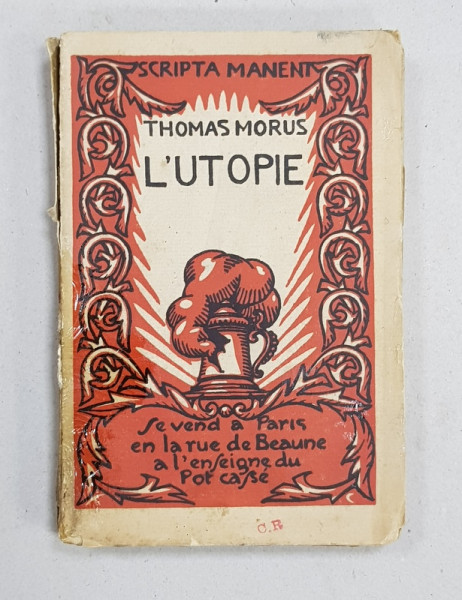 SCRIPTA MANENT
THOMAS MORUS
L'UTOPIE
Se vend à Paris
en la rue de Beaune
a l'enseigne du
Pot cassé
C.R